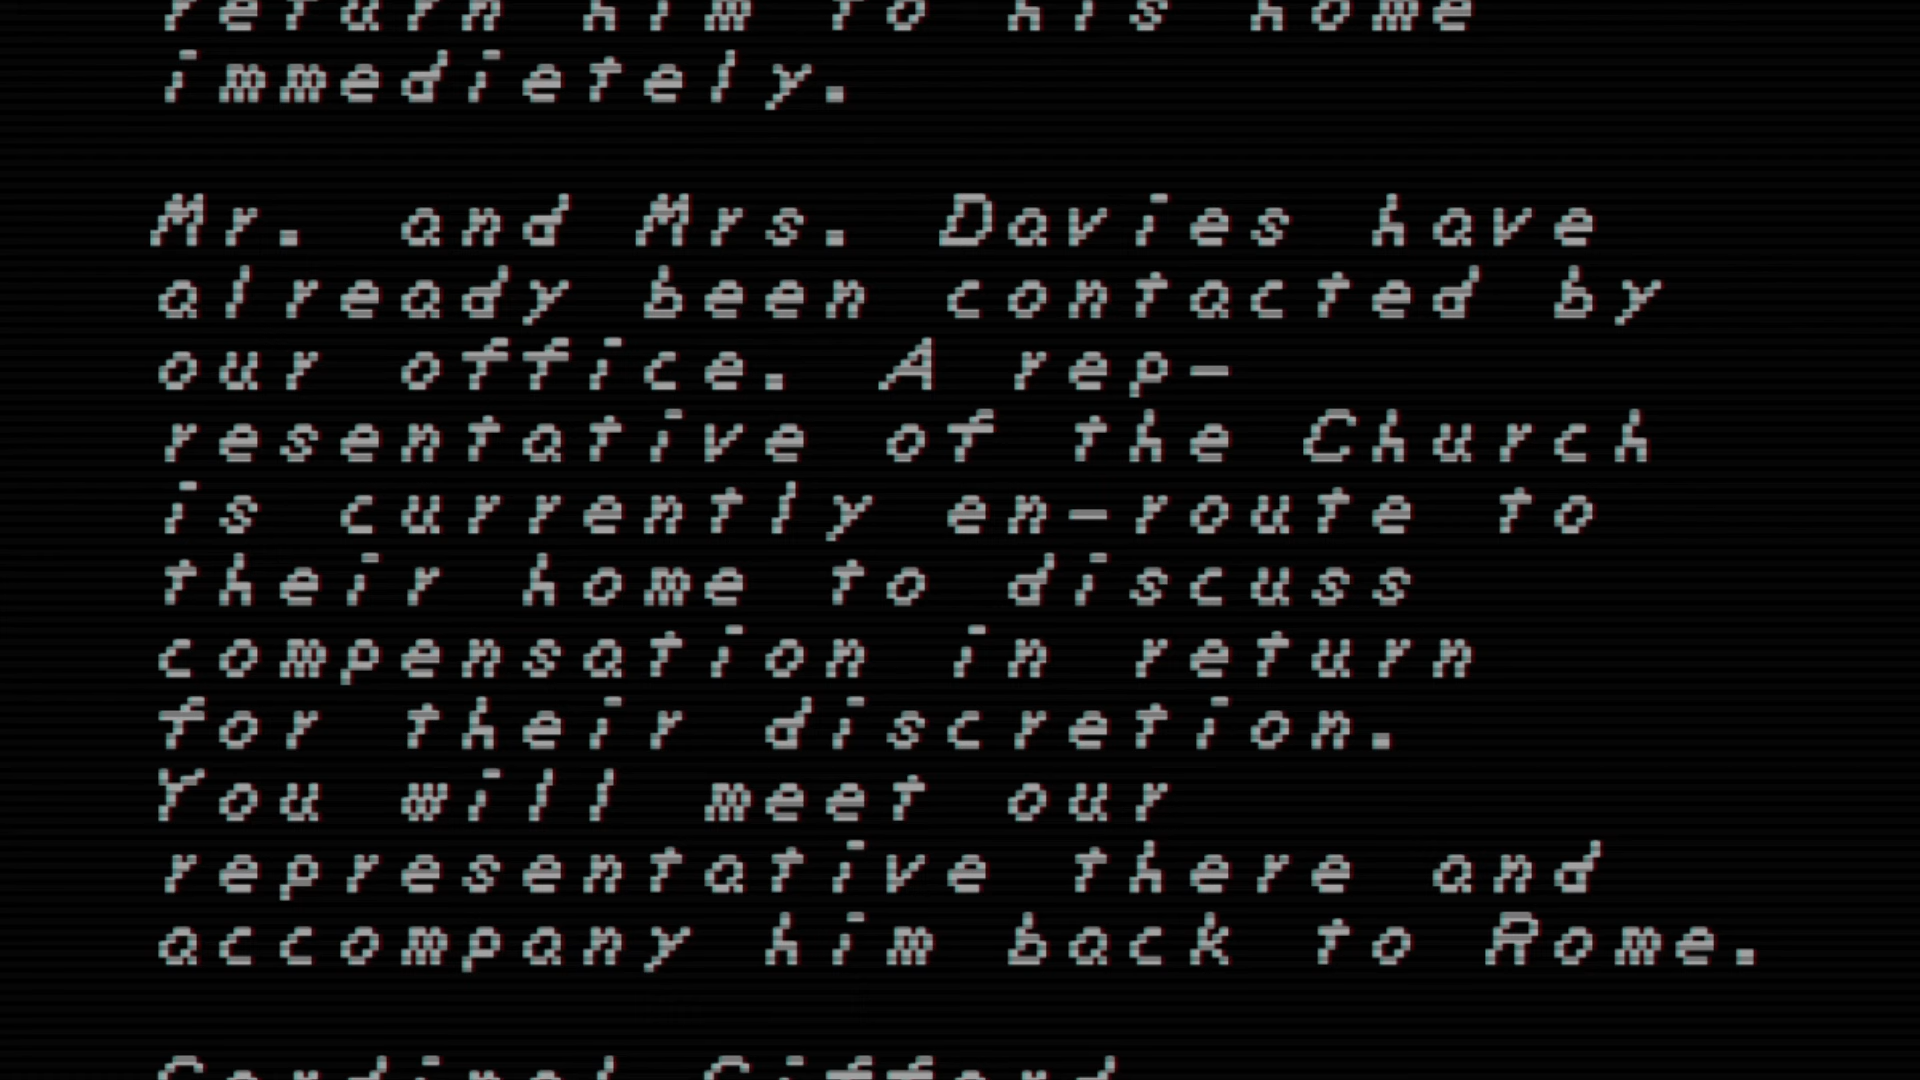 return him to his home
immedietely.
Mr. and Mrs. Davies have
already been contacted by
our office. A rep-
resentative of the Church
is currently en-route to
their home to discuss
compensation in return
for their discretion.
You will meet our
representative there and
accompany him back to Rome.
Cardinal Gifford